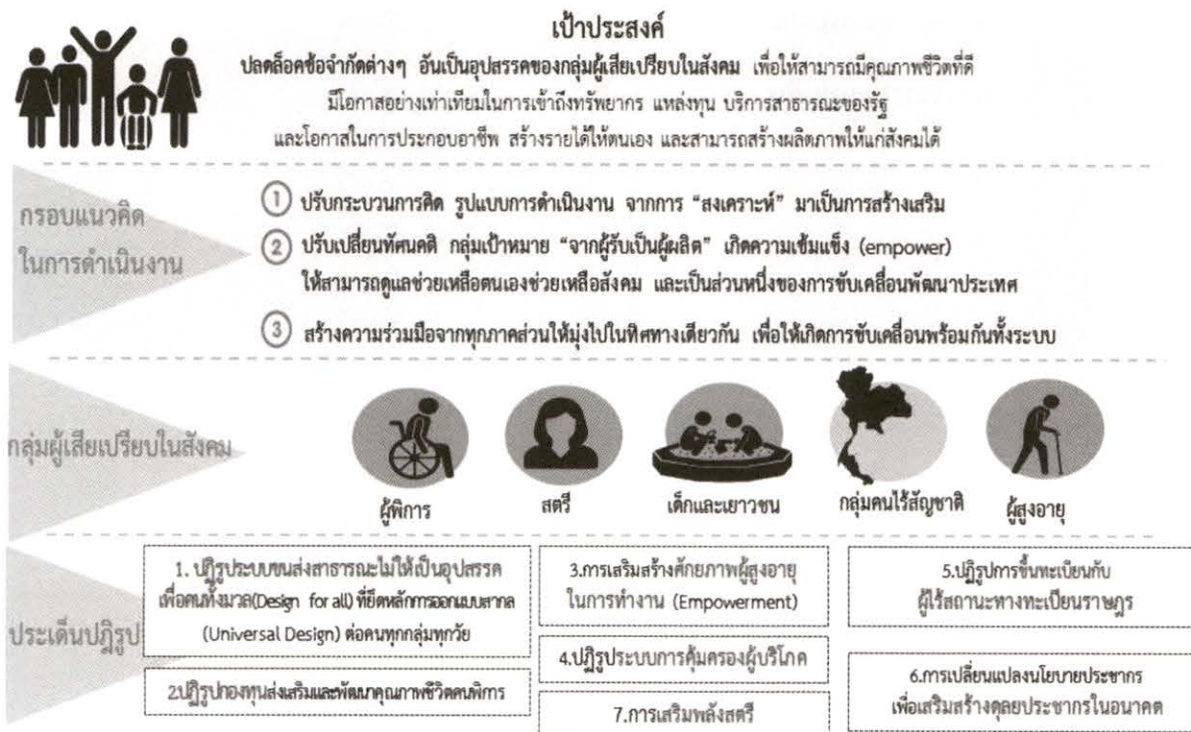 เป้าประสงค์
ปลดล็อคข้อจำกัดต่างๆ อันเป็นอุปสรรคของกลุ่มผู้เสียเปรียบในสังคม เพื่อให้สามารถมีคุณภาพชีวิตที่ดี
มีโอกาสอย่างเท่าเทียมในการเข้าถึงทรัพยากร แหล่งทุน บริการสาธารณะของรัฐ
และโอกาสในการประกอบอาชีพ สร้างรายได้ให้ตนเอง และสามารถสร้างผลิตภาพให้แก่สังคมได้
กรอบแนวคิด
ในการดำเนินงาน
1 ปรับกระบวนการคิด รูปแบบการดำเนินงาน จากการ “สงเคราะห์” มาเป็นการสร้างเสริม
2 ปรับเปลี่ยนทัศนคติ กลุ่มเป้าหมาย “จากผู้รับเป็นผู้ผลิต” เกิดความเข้มแข็ง (empower)
ให้สามารถดูแลช่วยเหลือตนเองช่วยเหลือสังคม และเป็นส่วนหนึ่งของการขับเคลื่อนพัฒนาประเทศ
3 สร้างความร่วมมือจากทุกภาคส่วนให้มุ่งไปในทิศทางเดียวกัน เพื่อให้เกิดการขับเคลื่อนพร้อมกันทั้งระบบ
กลุ่มผู้เสียเปรียบในสังคม
ผู้พิการ
สตรี
เด็กและเยาวชน
กลุ่มคนไร้สัญชาติ
ผู้สูงอายุ
ประเด็นปฏิรูป
1. ปฏิรูประบบขนส่งสาธารณะไม่ให้เป็นอุปสรรค
เพื่อคนทั้งมวล(Design for all) ที่ยึดหลักการออกแบบสากล
(Universal Design) ต่อคนทุกกลุ่มทุกวัย
2.ปฏิรูปกองทุนส่งเสริมและพัฒนาคุณภาพชีวิตคนพิการ
3.การเสริมสร้างศักยภาพผู้สูงอายุ
ในการทำงาน (Empowerment)
4.ปฏิรูประบบการคุ้มครองผู้บริโภค
7.การเสริมพลังสตรี
5.ปฏิรูปการขึ้นทะเบียนกับ
ผู้ไร้สถานะทางทะเบียนราษฎร
6.การเปลี่ยนแปลงนโยบายประชากร
เพื่อเสริมสร้างดุลยประชากรในอนาคต